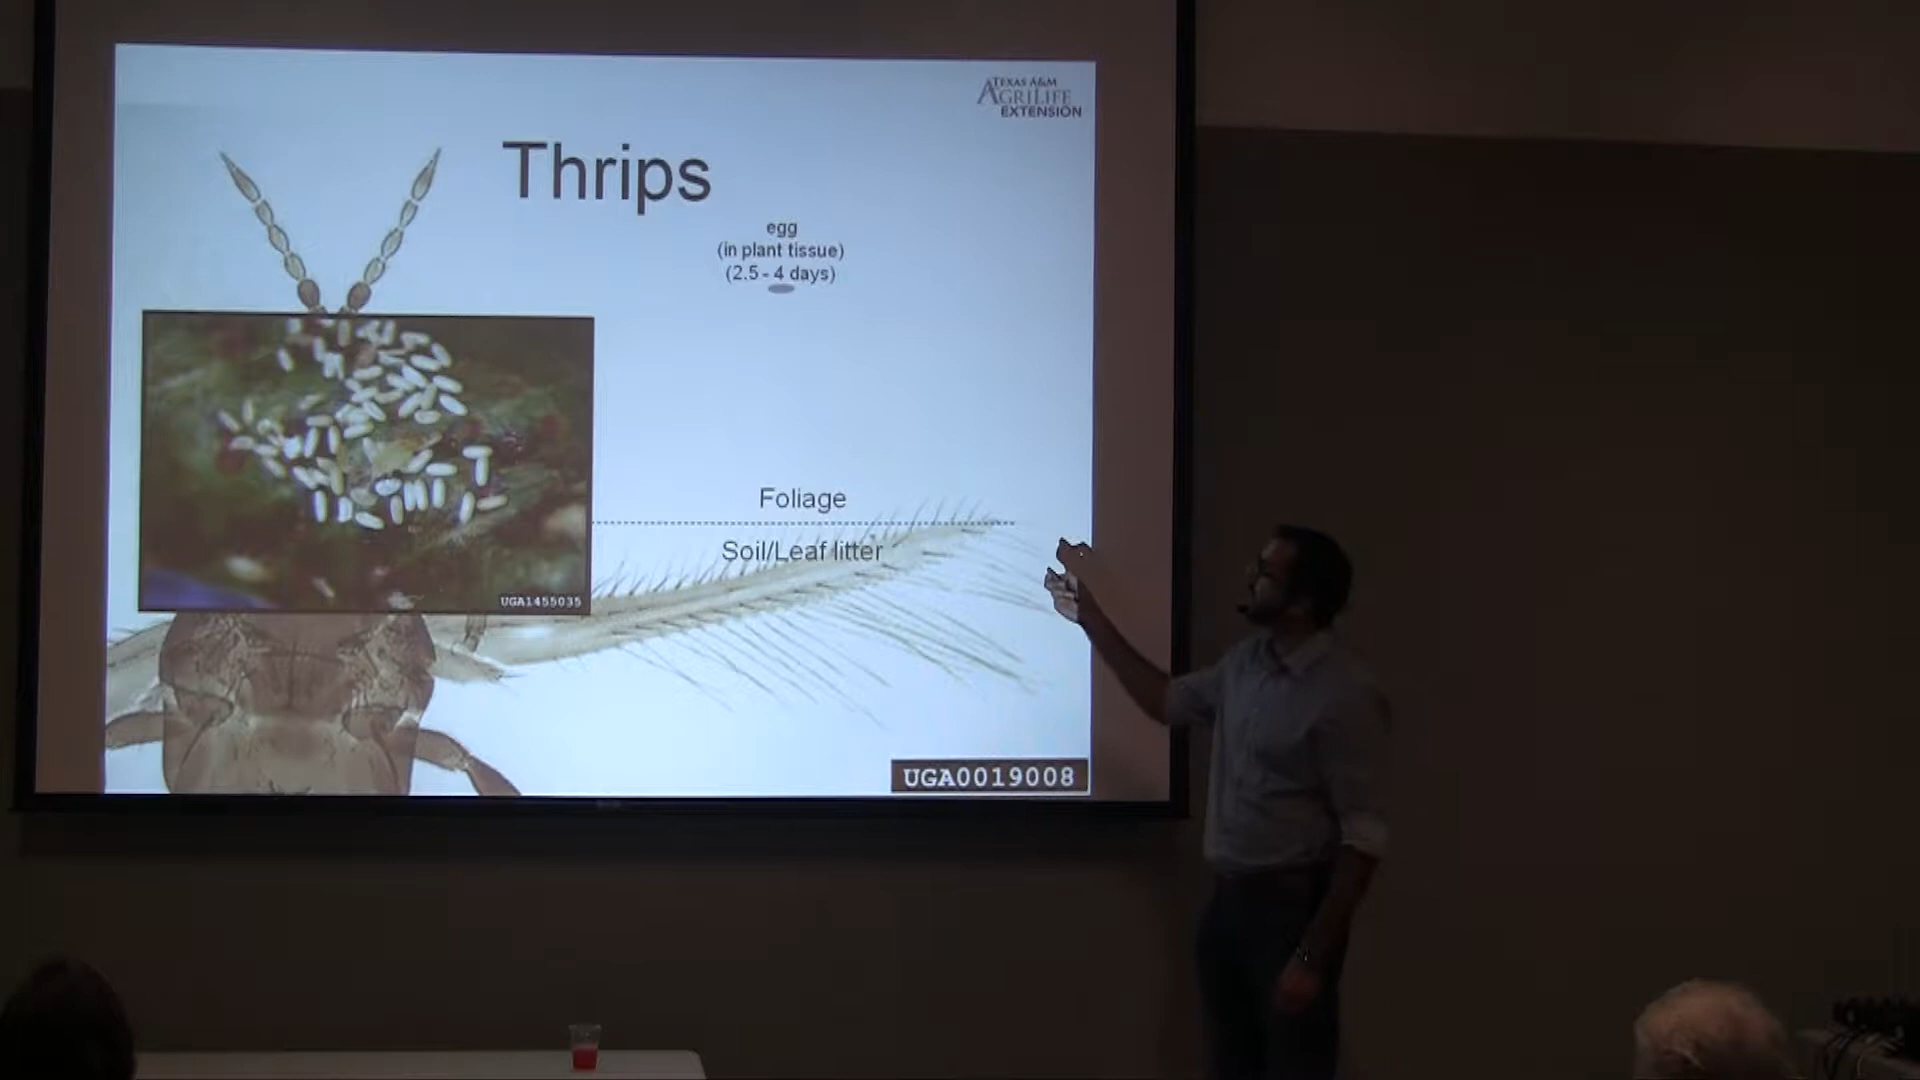 TEXAS A&M
AGRILIFE
EXTENSION
Thrips
egg
(in plant tissue)
(2.5 - 4 days)
Foliage
Soil/Leaf litter
UGA1455035
UGA0019008